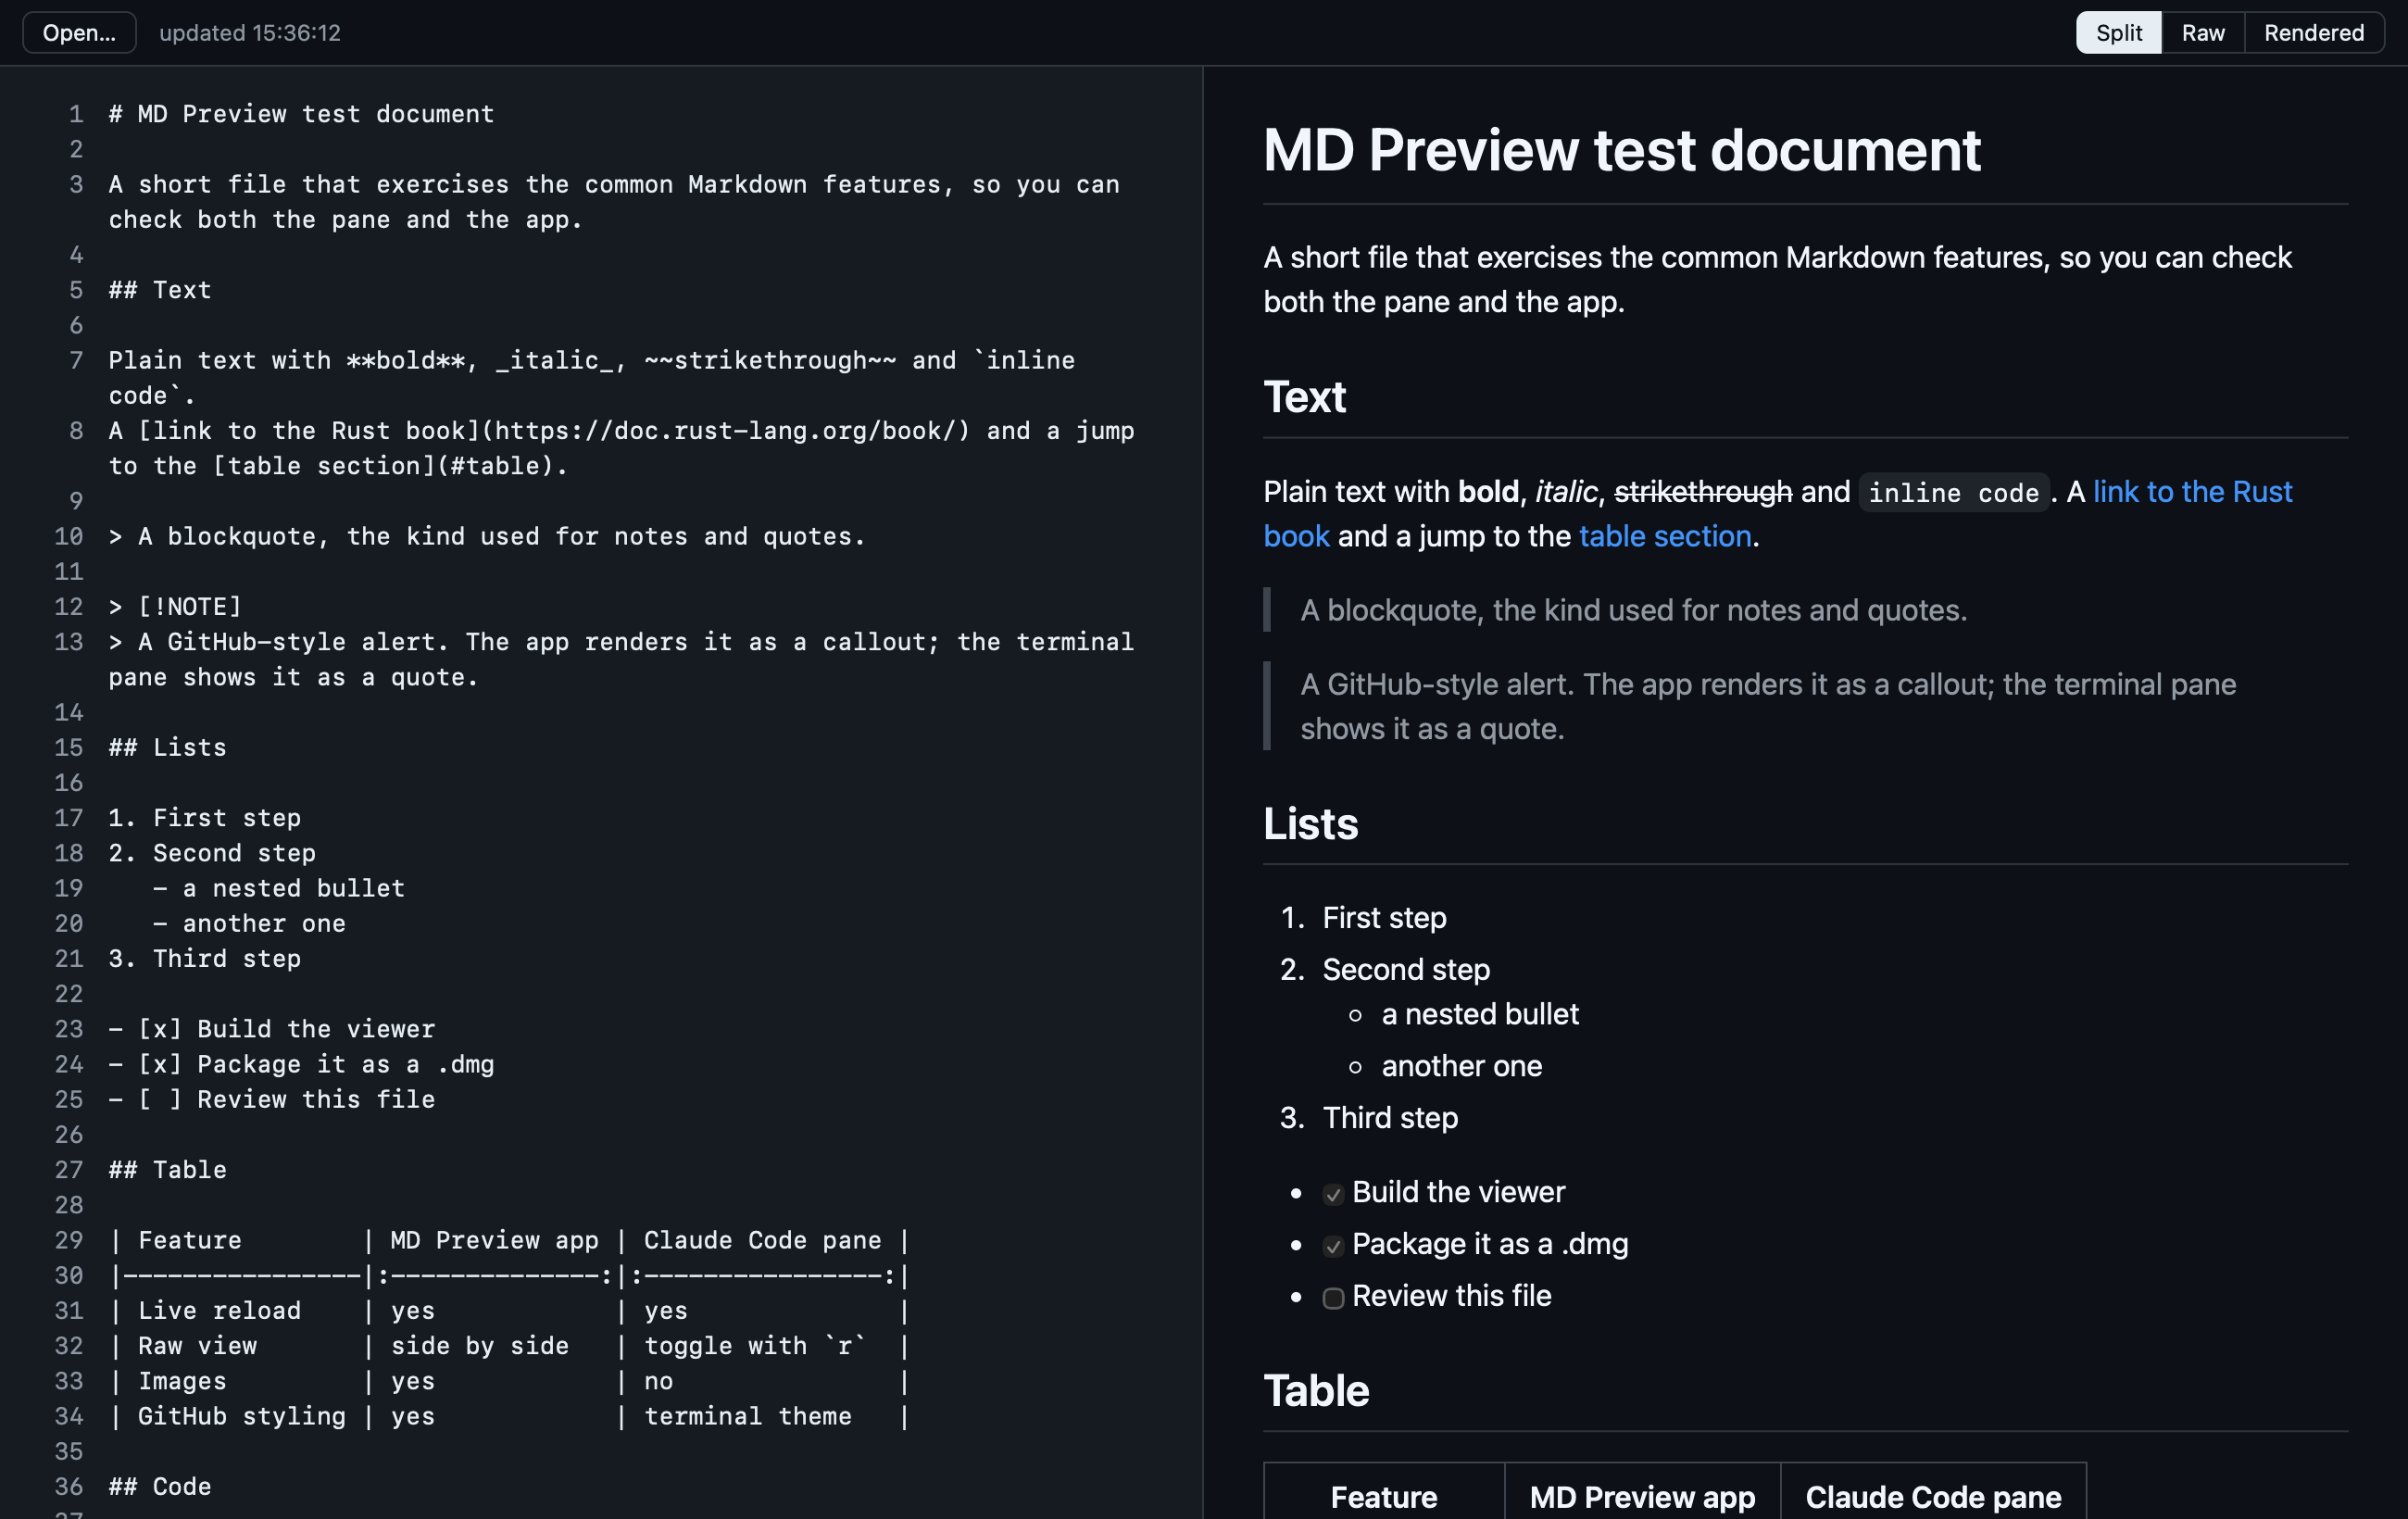 Open... updated 15:36:12 Split Raw Rendered
1 # MD Preview test document
2
3 A short file that exercises the common Markdown features, so you can
check both the pane and the app.
4
5 ## Text
6
7 Plain text with **bold**, _italic_, ~~strikethrough~~ and `inline
code`.
8 A [link to the Rust book](https://doc.rust-lang.org/book/) and a jump
to the [table section](#table).
9
10 > A blockquote, the kind used for notes and quotes.
11
12 > [!NOTE]
13 > A GitHub-style alert. The app renders it as a callout; the terminal
pane shows it as a quote.
14
15 ## Lists
16
17 1. First step
18 2. Second step
19    - a nested bullet
20    - another one
21 3. Third step
22
23 - [x] Build the viewer
24 - [x] Package it as a .dmg
25 - [ ] Review this file
26
27 ## Table
28
29 | Feature        | MD Preview app | Claude Code pane |
30 |----------------|:--------------:|:----------------:|
31 | Live reload    | yes            | yes              |
32 | Raw view       | side by side   | toggle with `r`  |
33 | Images         | yes            | no               |
34 | GitHub styling | yes            | terminal theme   |
35
36 ## Code
MD Preview test document
A short file that exercises the common Markdown features, so you can check
both the pane and the app.
Text
Plain text with bold, italic, strikethrough and inline code. A link to the Rust
book and a jump to the table section.
A blockquote, the kind used for notes and quotes.
A GitHub-style alert. The app renders it as a callout; the terminal pane
shows it as a quote.
Lists
1. First step
2. Second step
a nested bullet
another one
3. Third step
Build the viewer
Package it as a .dmg
Review this file
Table
Feature MD Preview app Claude Code pane